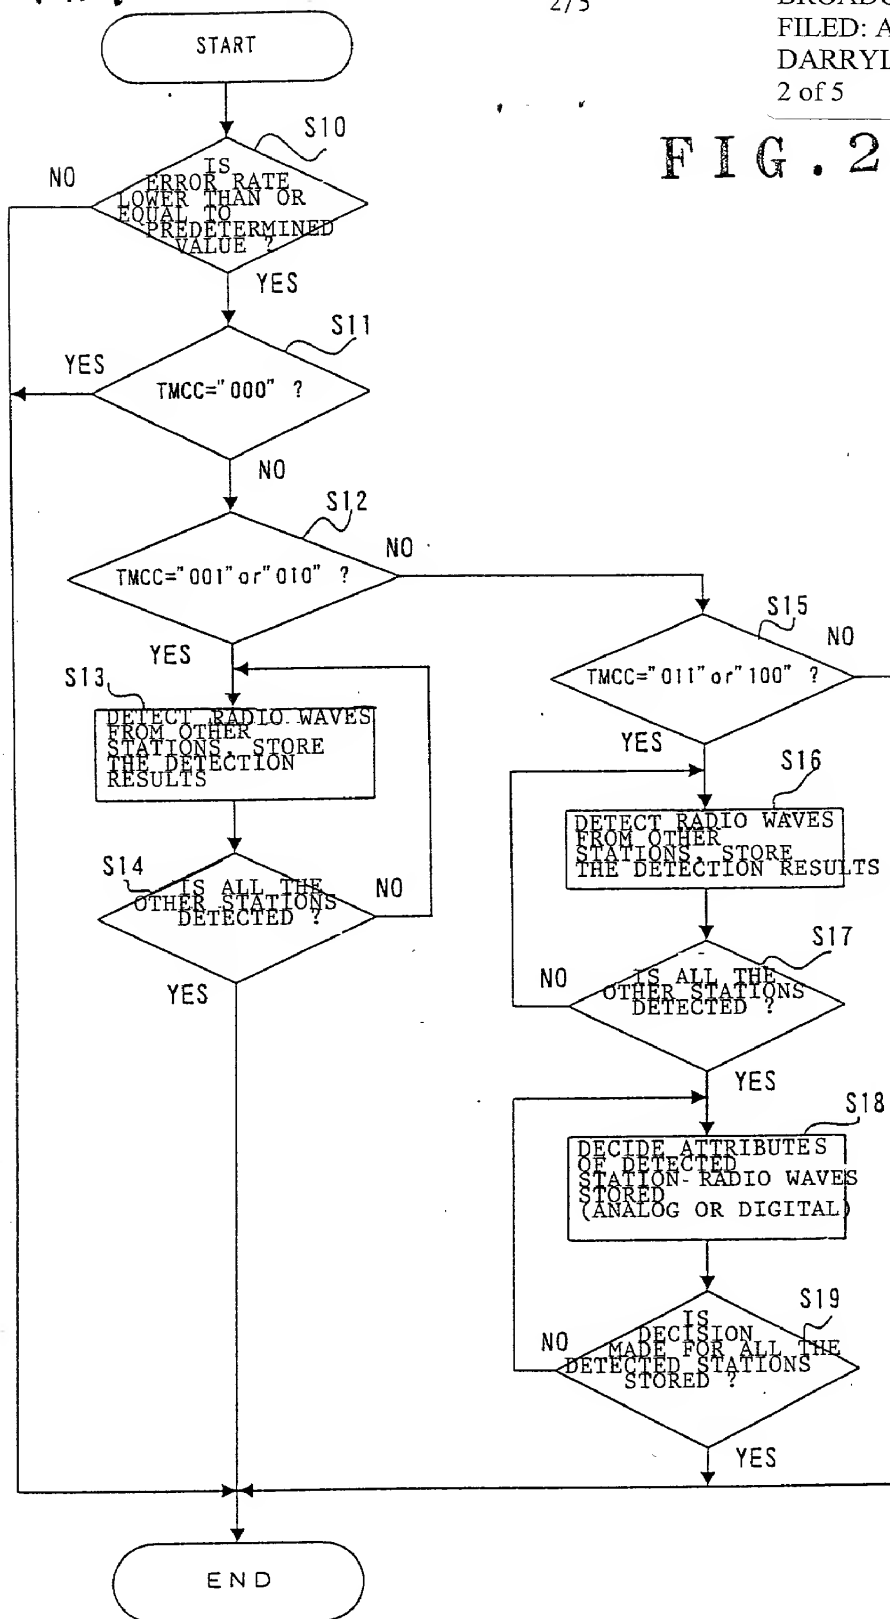 2/5
FILED: A
DARRYL
2 of 5
FIG.2
START
S10
NO
IS
ERROR RATE
LOWER THAN OR
EQUAL TO
PREDETERMINED
VALUE ?
YES
S11
YES
TMCC="000" ?
NO
S12
NO
TMCC="001"or"010" ?
YES
S15
NO
TMCC="011"or"100" ?
YES
S13
DETECT RADIO WAVES
FROM OTHER
STATIONS, STORE
THE DETECTION
RESULTS
S14
IS ALL THE
OTHER STATIONS
DETECTED ?
NO
YES
S16
DETECT RADIO WAVES
FROM OTHER
STATIONS, STORE
THE DETECTION RESULTS
S17
NO
IS ALL THE
OTHER STATIONS
DETECTED ?
YES
S18
DECIDE ATTRIBUTES
OF DETECTED
STATION-RADIO WAVES
STORED
(ANALOG OR DIGITAL)
S19
NO
IS
DECISION
MADE FOR ALL THE
DETECTED STATIONS
STORED ?
YES
END